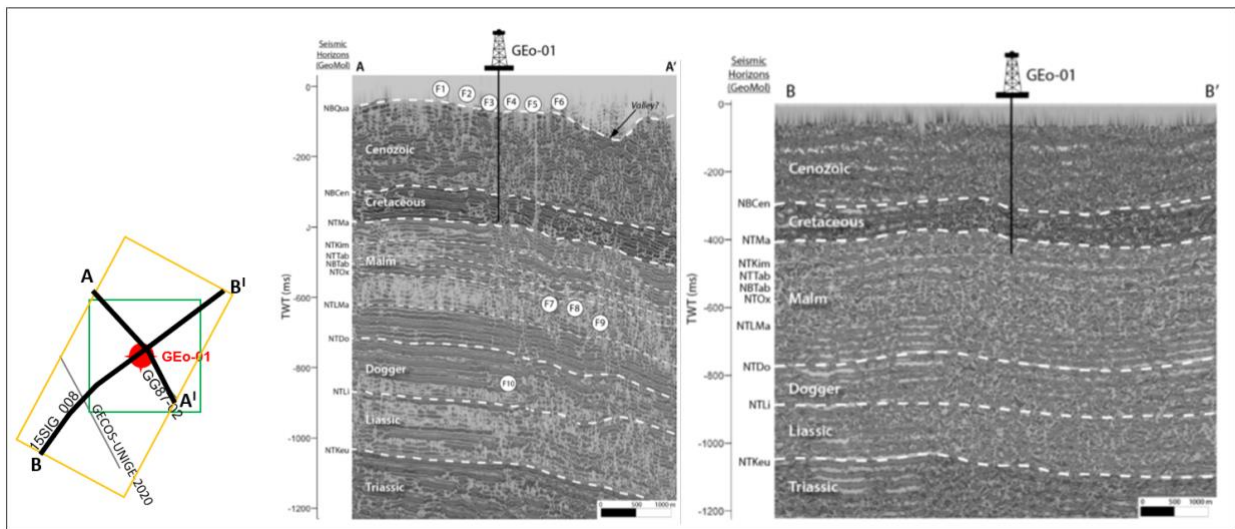 A
B'
GEo-01
GG87-02
A'
15SIG_008
GECOS-UNIGE 2020
B
Seismic
Horizons
(GeoMol)
GEo-01
A
A'
0
-200
-600
-800
-1000
-1200
TWT (ms)
NBQua
NBCen
NTMa
NTKim
NTTab
NBTab
NTOx
NTLMa
NTDo
NTLi
NTKeu
F1
F2
F3
F4
F5
F6
Valley?
Cenozoic
Cretaceous
Malm
F7
F8
F9
Dogger
F10
Liassic
Triassic
0 500 1000 m
Seismic
Horizons
(GeoMol)
GEo-01
B
B'
0
-200
-400
-600
-800
-1000
-1200
TWT (ms)
NBCen
NTMa
NTKim
NTTab
NBTab
NTOx
NTLMa
NTDo
NTLi
NTKeu
Cenozoic
Cretaceous
Malm
Dogger
Liassic
Triassic
0 500 1000 m